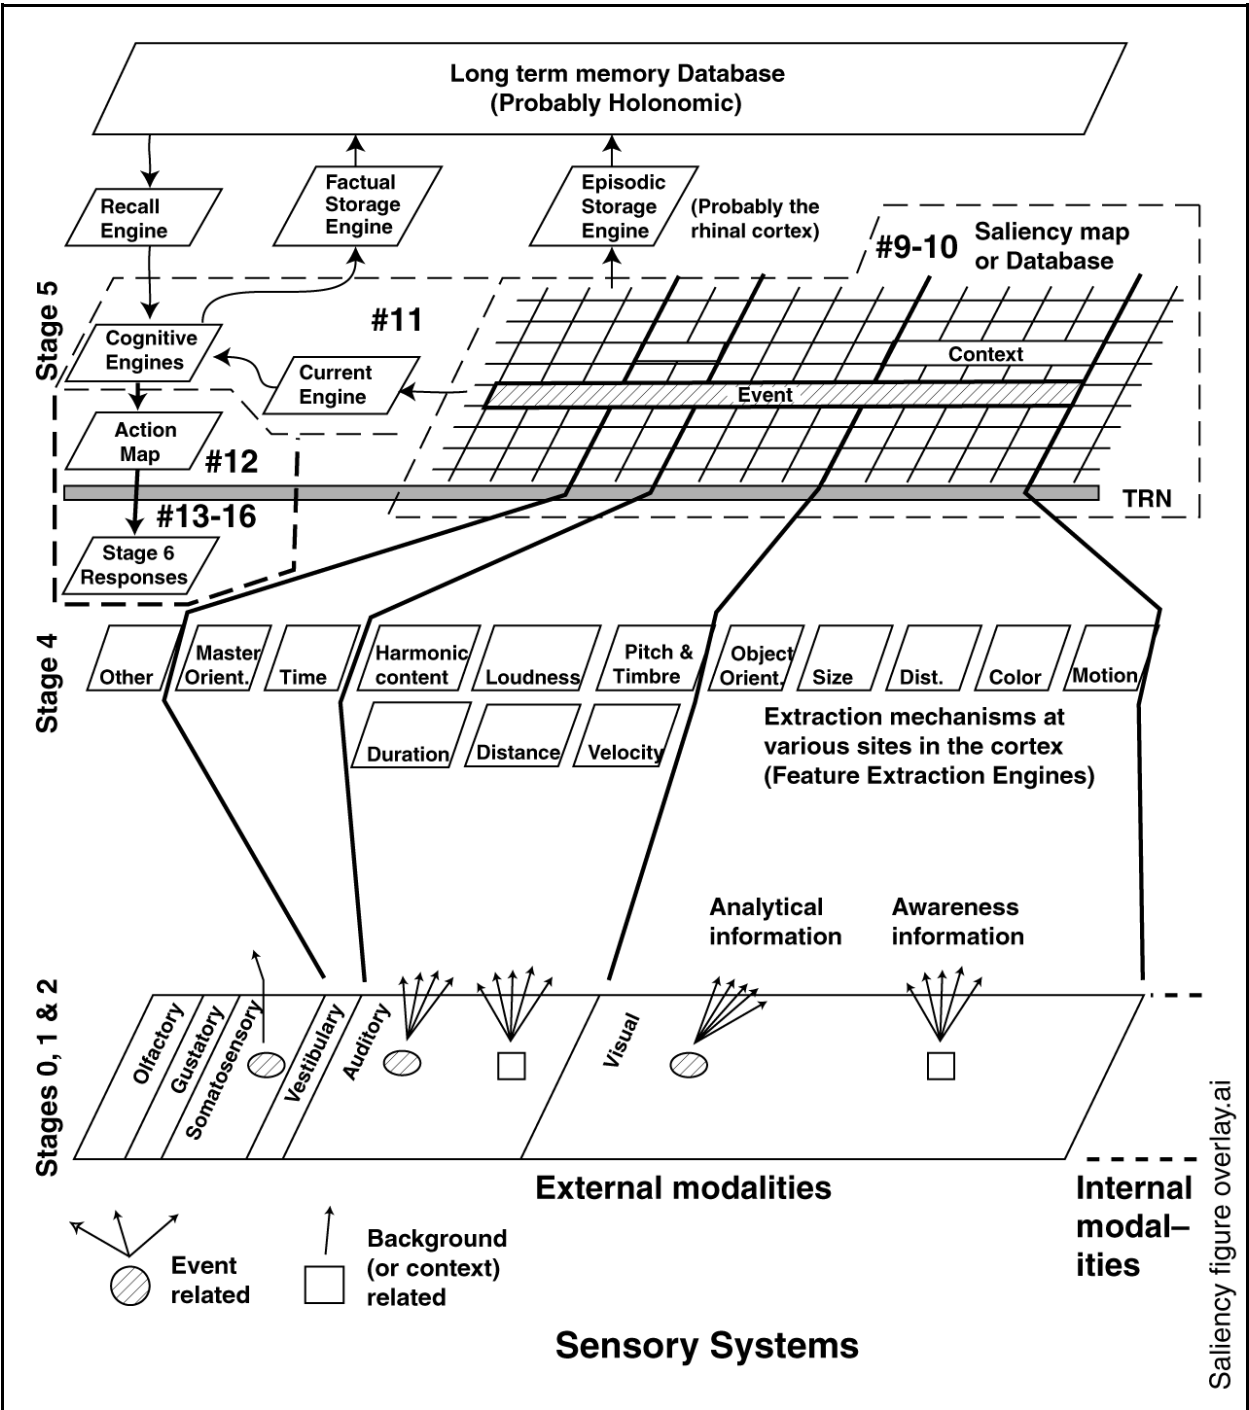 Long term memory Database
(Probably Holonomic)
Recall
Engine
Factual
Storage
Engine
Episodic
Storage
Engine
(Probably the
rhinal cortex)
#9-10
Saliency map
or Database
Stage 5
#11
Cognitive
Engines
Current
Engine
Context
Event
Action
Map
#12
TRN
#13-16
Stage 6
Responses
Stage 4
Other
Master
Orient.
Time
Harmonic
content
Loudness
Pitch &
Timbre
Object
Orient.
Size
Dist.
Color
Motion
Duration
Distance
Velocity
Extraction mechanisms at
various sites in the cortex
(Feature Extraction Engines)
Analytical
information
Awareness
information
Stages 0, 1 & 2
Olfactory
Gustatory
Somatosensory
Vestibulary
Auditory
Visual
External modalities
Internal
modal–
ities
Event
related
Background
(or context)
related
Sensory Systems
Saliency figure overlay.ai